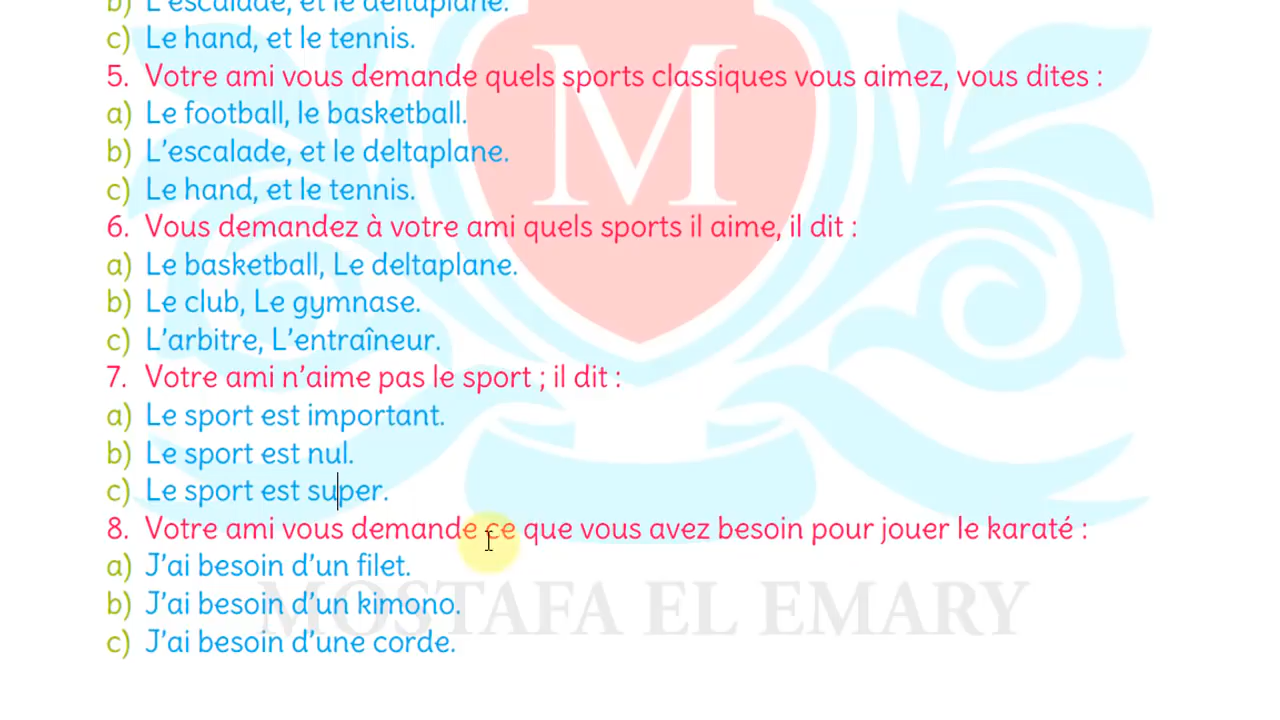 b) L'escalade, et le deltaplane.
c) Le hand, et le tennis.
5. Votre ami vous demande quels sports classiques vous aimez, vous dites :
a) Le football, le basketball.
b) L'escalade, et le deltaplane.
c) Le hand, et le tennis.
6. Vous demandez à votre ami quels sports il aime, il dit :
a) Le basketball, Le deltaplane.
b) Le club, Le gymnase.
c) L'arbitre, L'entraîneur.
7. Votre ami n'aime pas le sport ; il dit :
a) Le sport est important.
b) Le sport est nul.
c) Le sport est super.
8. Votre ami vous demande ce que vous avez besoin pour jouer le karaté :
a) J'ai besoin d'un filet.
b) J'ai besoin d'un kimono.
c) J'ai besoin d'une corde.
M
MOSTAFA EL EMARY